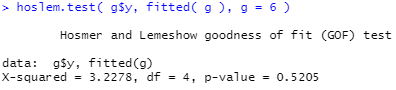 > hoslem.test( g$y, fitted( g ), g = 6 )
Hosmer and Lemeshow goodness of fit (GOF) test
data:  g$y, fitted(g)
X-squared = 3.2278, df = 4, p-value = 0.5205